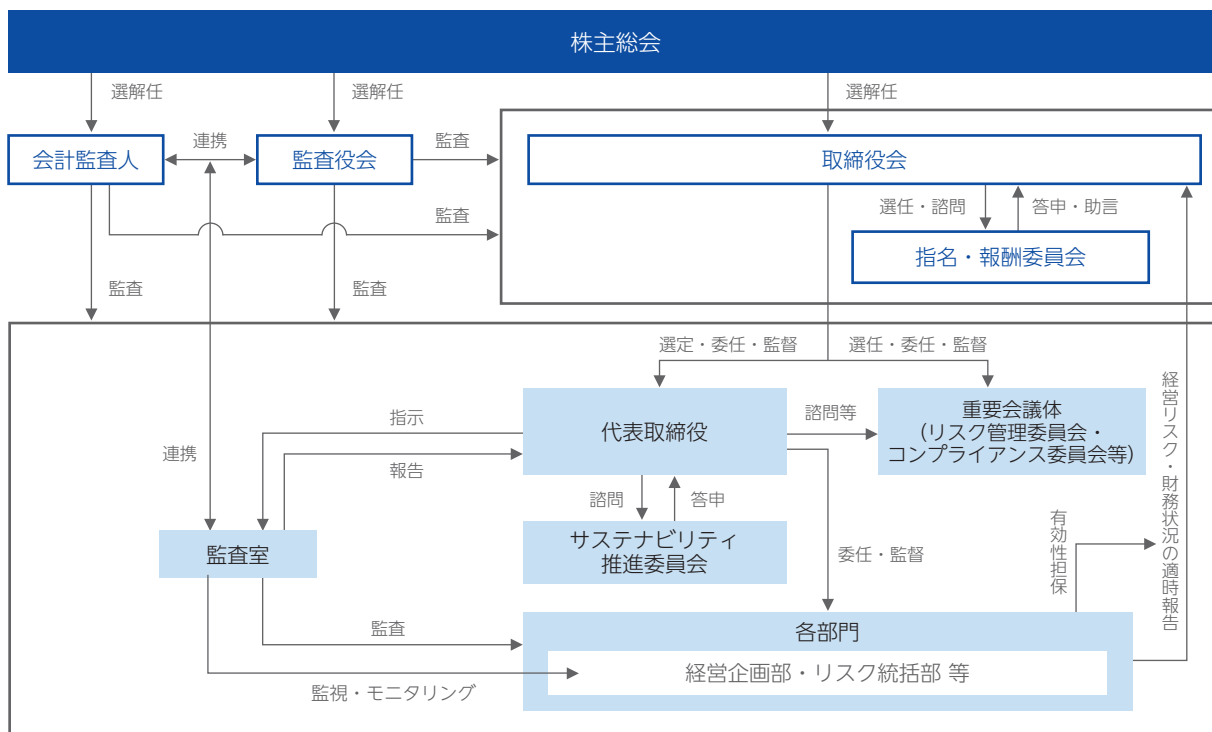 株主総会
選解任
選解任
選解任
会計監査人
連携
監査役会
監査
取締役会
監査
選任・諮問
答申・助言
指名・報酬委員会
監査
監査
選定・委任・監督
選任・委任・監督
代表取締役
諮問等
重要会議体
(リスク管理委員会・
コンプライアンス委員会等)
指示
連携
報告
諮問
答申
サステナビリティ
推進委員会
監査室
委任・監督
有効性担保
経営リスク・財務状況の適時報告
監査
各部門
経営企画部・リスク統括部 等
監視・モニタリング